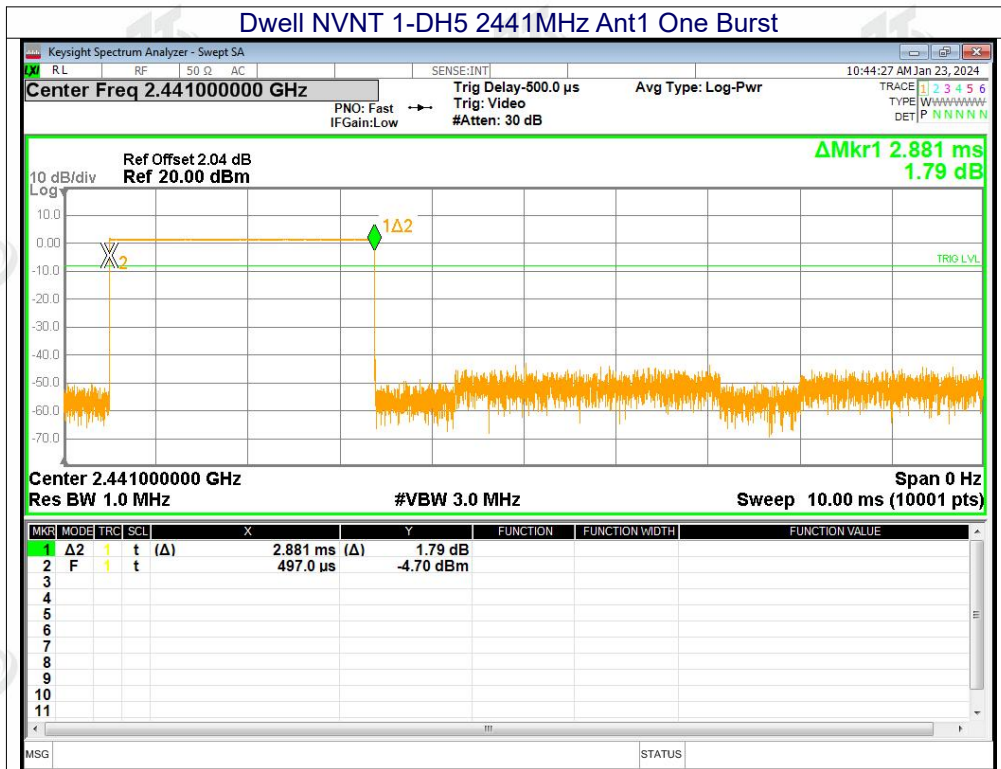 Dwell NVNT 1-DH5 2441MHz Ant1 One Burst
Keysight Spectrum Analyzer - Swept SA
LXI RL RF 50 Ω AC SENSE:INT 10:44:27 AM Jan 23, 2024
Center Freq 2.441000000 GHz
PNO: Fast
IFGain:Low
Trig Delay-500.0 µs
Trig: Video
#Atten: 30 dB
Avg Type: Log-Pwr
TRACE 1 2 3 4 5 6
TYPE WWWWWWW
DET P N N N N N
ΔMkr1 2.881 ms
1.79 dB
Ref Offset 2.04 dB
10 dB/div Ref 20.00 dBm
Log
10.0
0.00
-10.0
-20.0
-30.0
-40.0
-50.0
-60.0
-70.0
1Δ2
2
TRIG LVL
Center 2.441000000 GHz Span 0 Hz
Res BW 1.0 MHz #VBW 3.0 MHz Sweep 10.00 ms (10001 pts)
MKR MODE TRC SCL X Y FUNCTION FUNCTION WIDTH FUNCTION VALUE
1 Δ2 1 t (Δ) 2.881 ms (Δ) 1.79 dB
2 F 1 t 497.0 µs -4.70 dBm
3
4
5
6
7
8
9
10
11
MSG STATUS